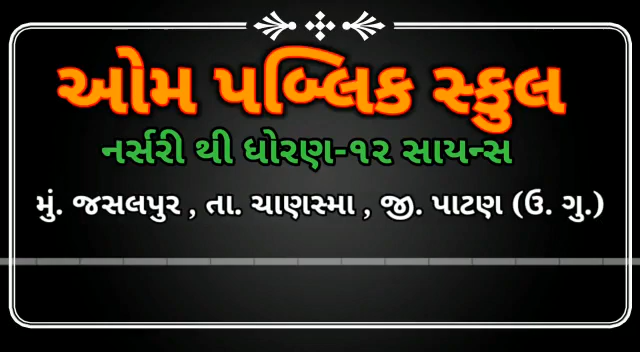 ઓમ પબ્લિક સ્કુલ
નર્સરી થી ધોરણ-૧૨ સાયન્સ
મું. જસલપુર , તા. ચાણસ્મા , જી. પાટણ (ઉ. ગુ.)